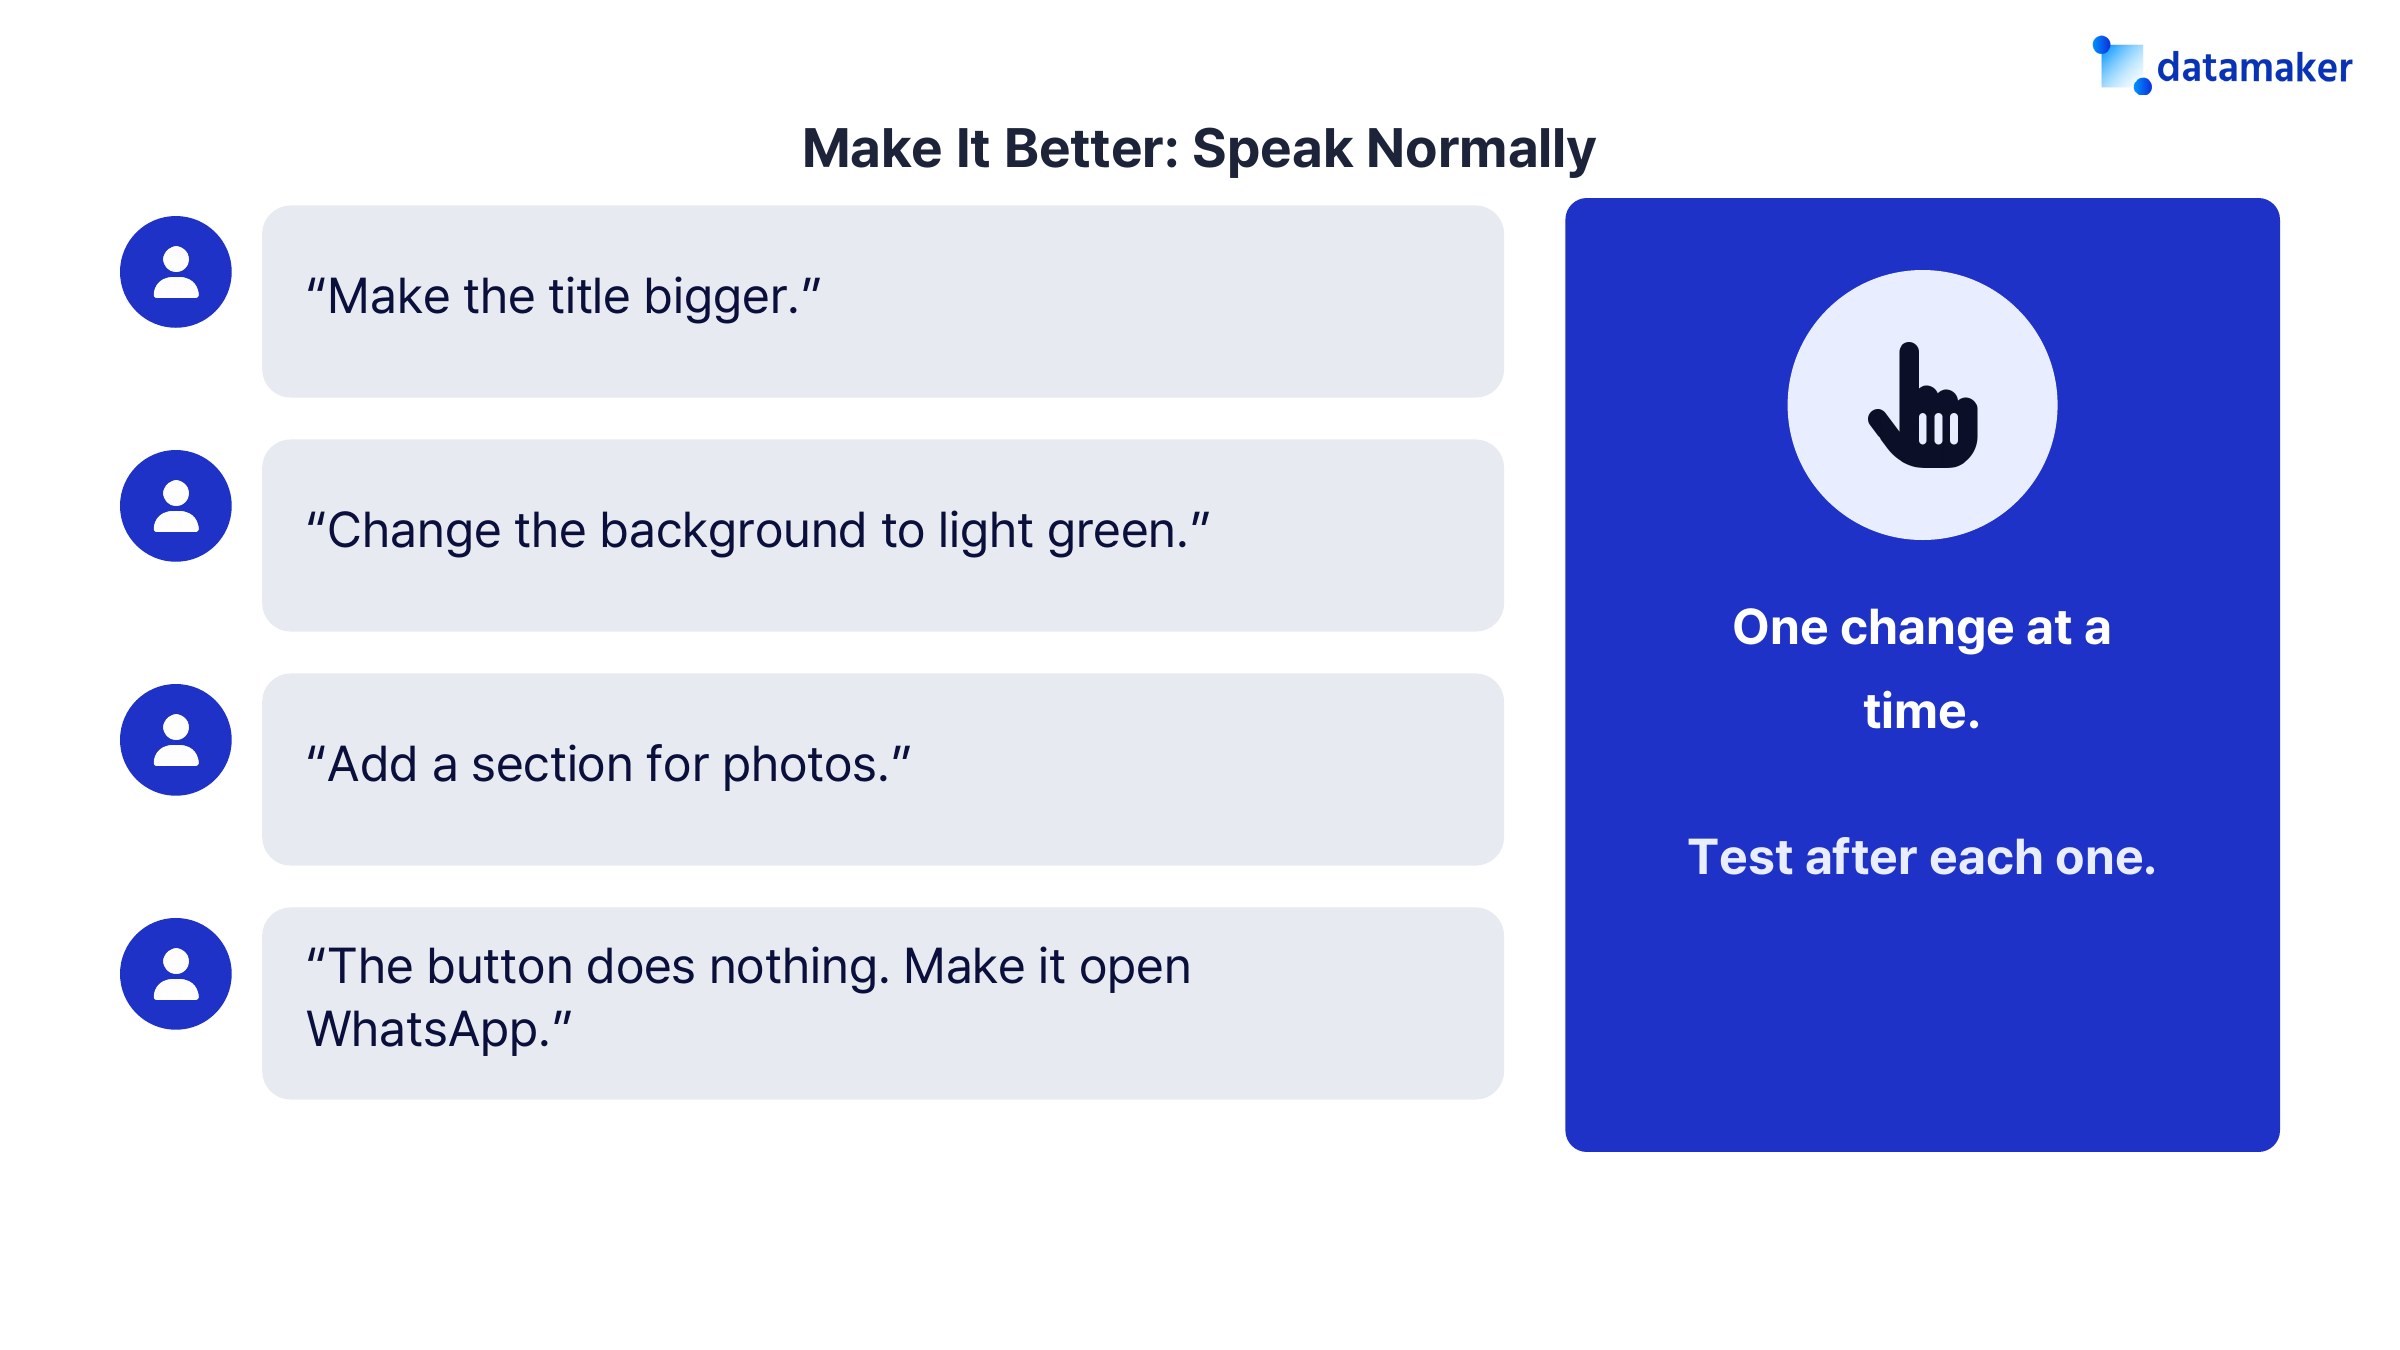 datamaker
Make It Better: Speak Normally
“Make the title bigger.”
“Change the background to light green.”
“Add a section for photos.”
“The button does nothing. Make it open
WhatsApp.”
One change at a
time.
Test after each one.